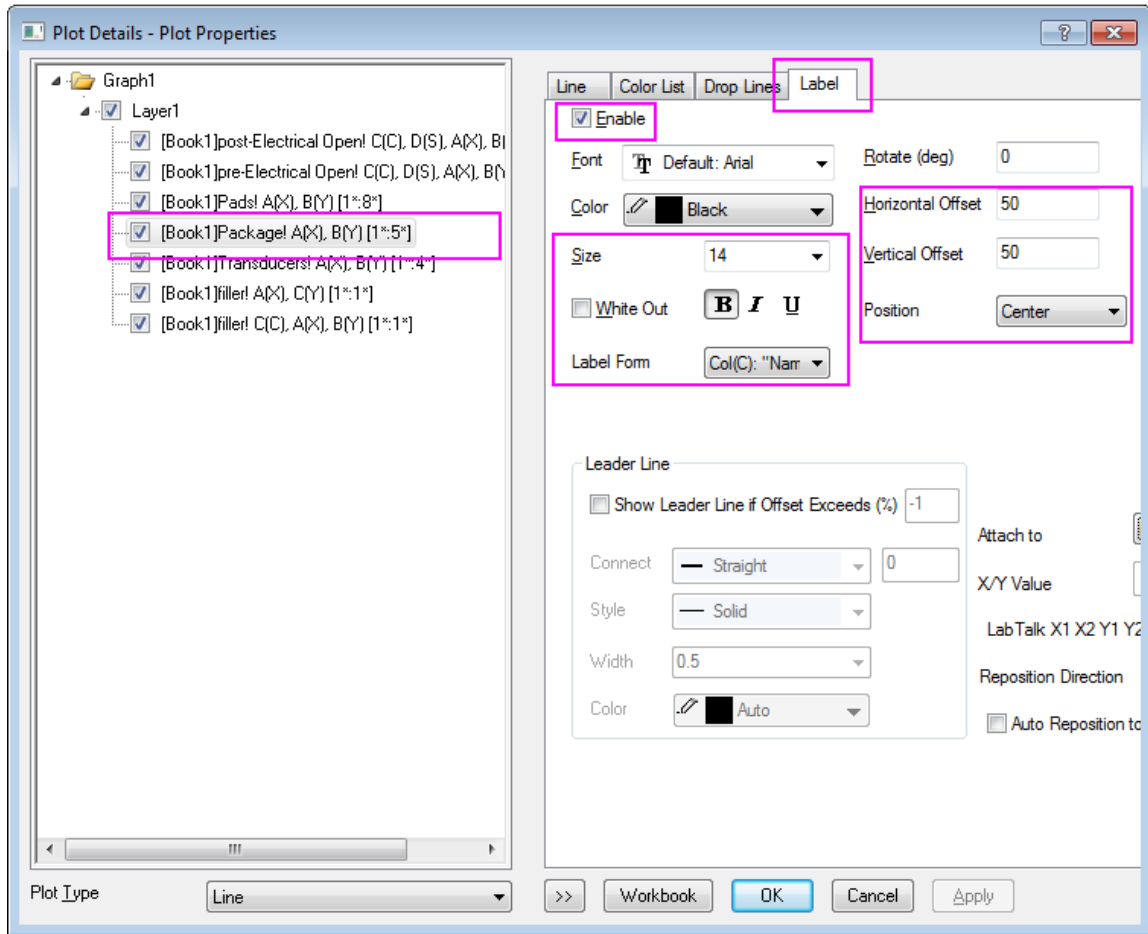 Plot Details - Plot Properties
Graph1
Layer1
[Book1]post-Electrical Open! C(C), D(S), A(X), B(
[Book1]pre-Electrical Open! C(C), D(S), A(X), B(Y
[Book1]Pads! A(X), B(Y) [1*:8*]
[Book1]Package! A(X), B(Y) [1*:5*]
[Book1]Transducers! A(X), B(Y) [1*:4*]
[Book1]filler! A(X), C(Y) [1*:1*]
[Book1]filler! C(C), A(X), B(Y) [1*:1*]
Plot Type
Line
Line Color List Drop Lines Label
Enable
Font Default: Arial
Rotate (deg) 0
Color Black
Horizontal Offset 50
Size 14
Vertical Offset 50
White Out B I U
Position Center
Label Form Col(C): "Nam
Leader Line
Show Leader Line if Offset Exceeds (%) -1
Connect Straight 0
Style Solid
Width 0.5
Color Auto
Attach to
X/Y Value
LabTalk X1 X2 Y1 Y2
Reposition Direction
Auto Reposition to
>> Workbook OK Cancel Apply